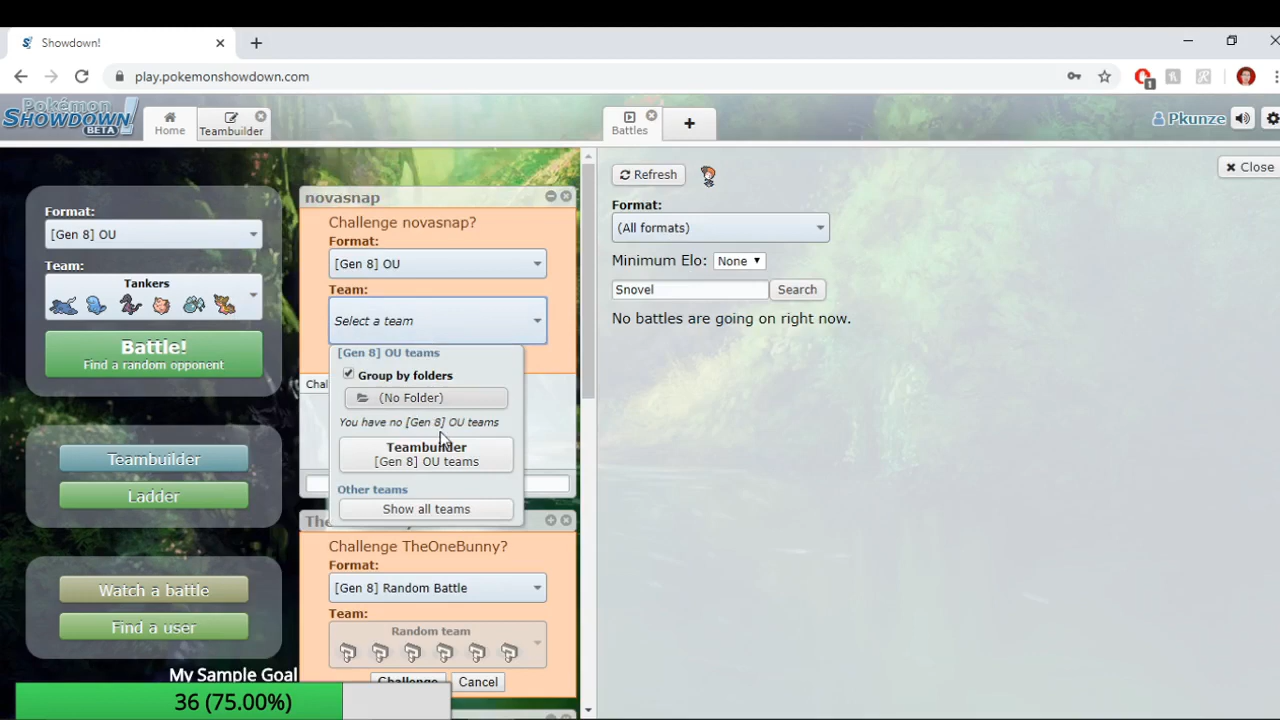 Showdown!
play.pokemonshowdown.com
1
Pokémon
SHOWDOWN!
BETA
Home
Teambuilder
Battles
Pkunze
Format:
[Gen 8] OU
Team:
Tankers
Battle!
Find a random opponent
Teambuilder
Ladder
Watch a battle
Find a user
My Sample Goal
36 (75.00%)
novasnap
Challenge novasnap?
Format:
[Gen 8] OU
Team:
Select a team
[Gen 8] OU teams
Group by folders
(No Folder)
You have no [Gen 8] OU teams
Teambuilder
[Gen 8] OU teams
Other teams
Show all teams
Challenge TheOneBunny?
Format:
[Gen 8] Random Battle
Team:
Random team
Challenge
Cancel
Refresh
Close
Format:
(All formats)
Minimum Elo: None
Snovel
Search
No battles are going on right now.